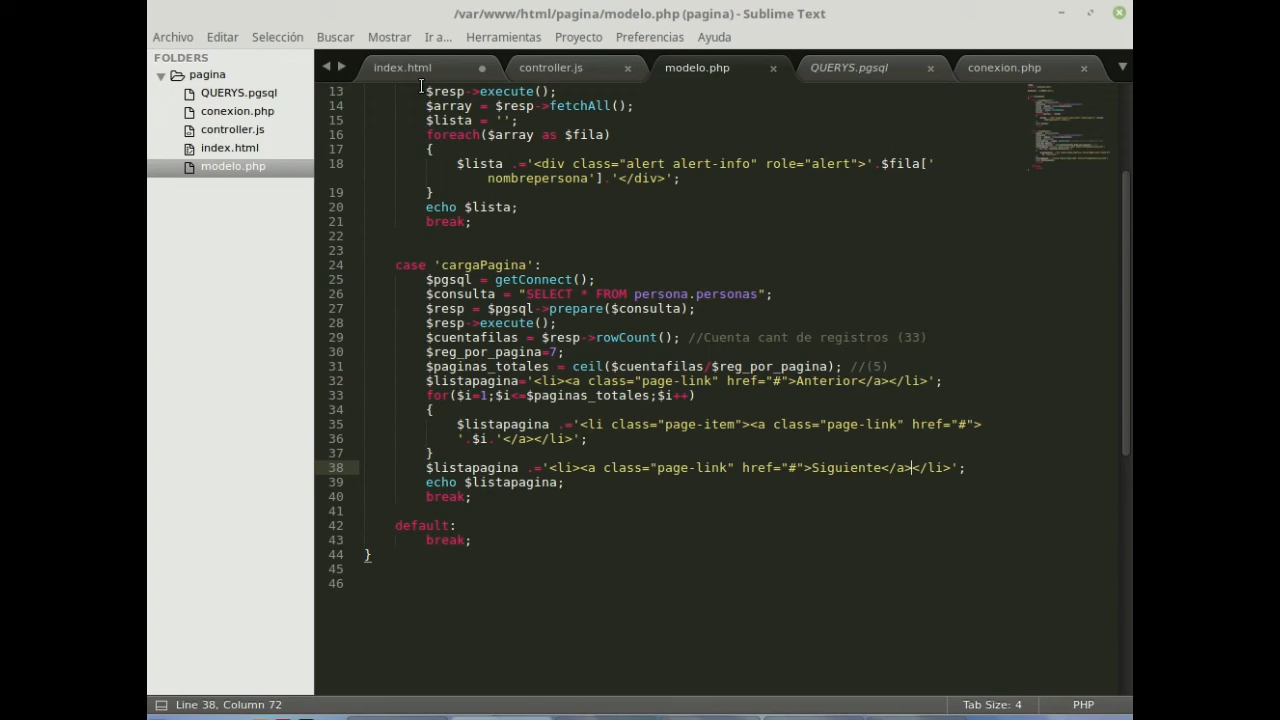 /var/www/html/pagina/modelo.php (pagina) - Sublime Text
Archivo Editar Selección Buscar Mostrar Ir a... Herramientas Proyecto Preferencias Ayuda
FOLDERS
pagina
QUERYS.pgsql
conexion.php
controller.js
index.html
modelo.php
index.html controller.js modelo.php QUERYS.pgsql conexion.php
13 $resp->execute();
14 $array = $resp->fetchAll();
15 $lista = '';
16 foreach($array as $fila)
17 {
18 $lista .='<div class="alert alert-info" role="alert">'.$fila['
nombrepersona'].'</div>';
19 }
20 echo $lista;
21 break;
22
23
24 case 'cargaPagina':
25 $pgsql = getConnect();
26 $consulta = "SELECT * FROM persona.personas";
27 $resp = $pgsql->prepare($consulta);
28 $resp->execute();
29 $cuentafilas = $resp->rowCount(); //Cuenta cant de registros (33)
30 $reg_por_pagina=7;
31 $paginas_totales = ceil($cuentafilas/$reg_por_pagina); //(5)
32 $listapagina='<li><a class="page-link" href="#">Anterior</a></li>';
33 for($i=1;$i<=$paginas_totales;$i++)
34 {
35 $listapagina .='<li class="page-item"><a class="page-link" href="#">
36 '.$i.'</a></li>';
37 }
38 $listapagina .='<li><a class="page-link" href="#">Siguiente</a></li>';
39 echo $listapagina;
40 break;
41
42 default:
43 break;
44 }
45
46
Line 38, Column 72 Tab Size: 4 PHP